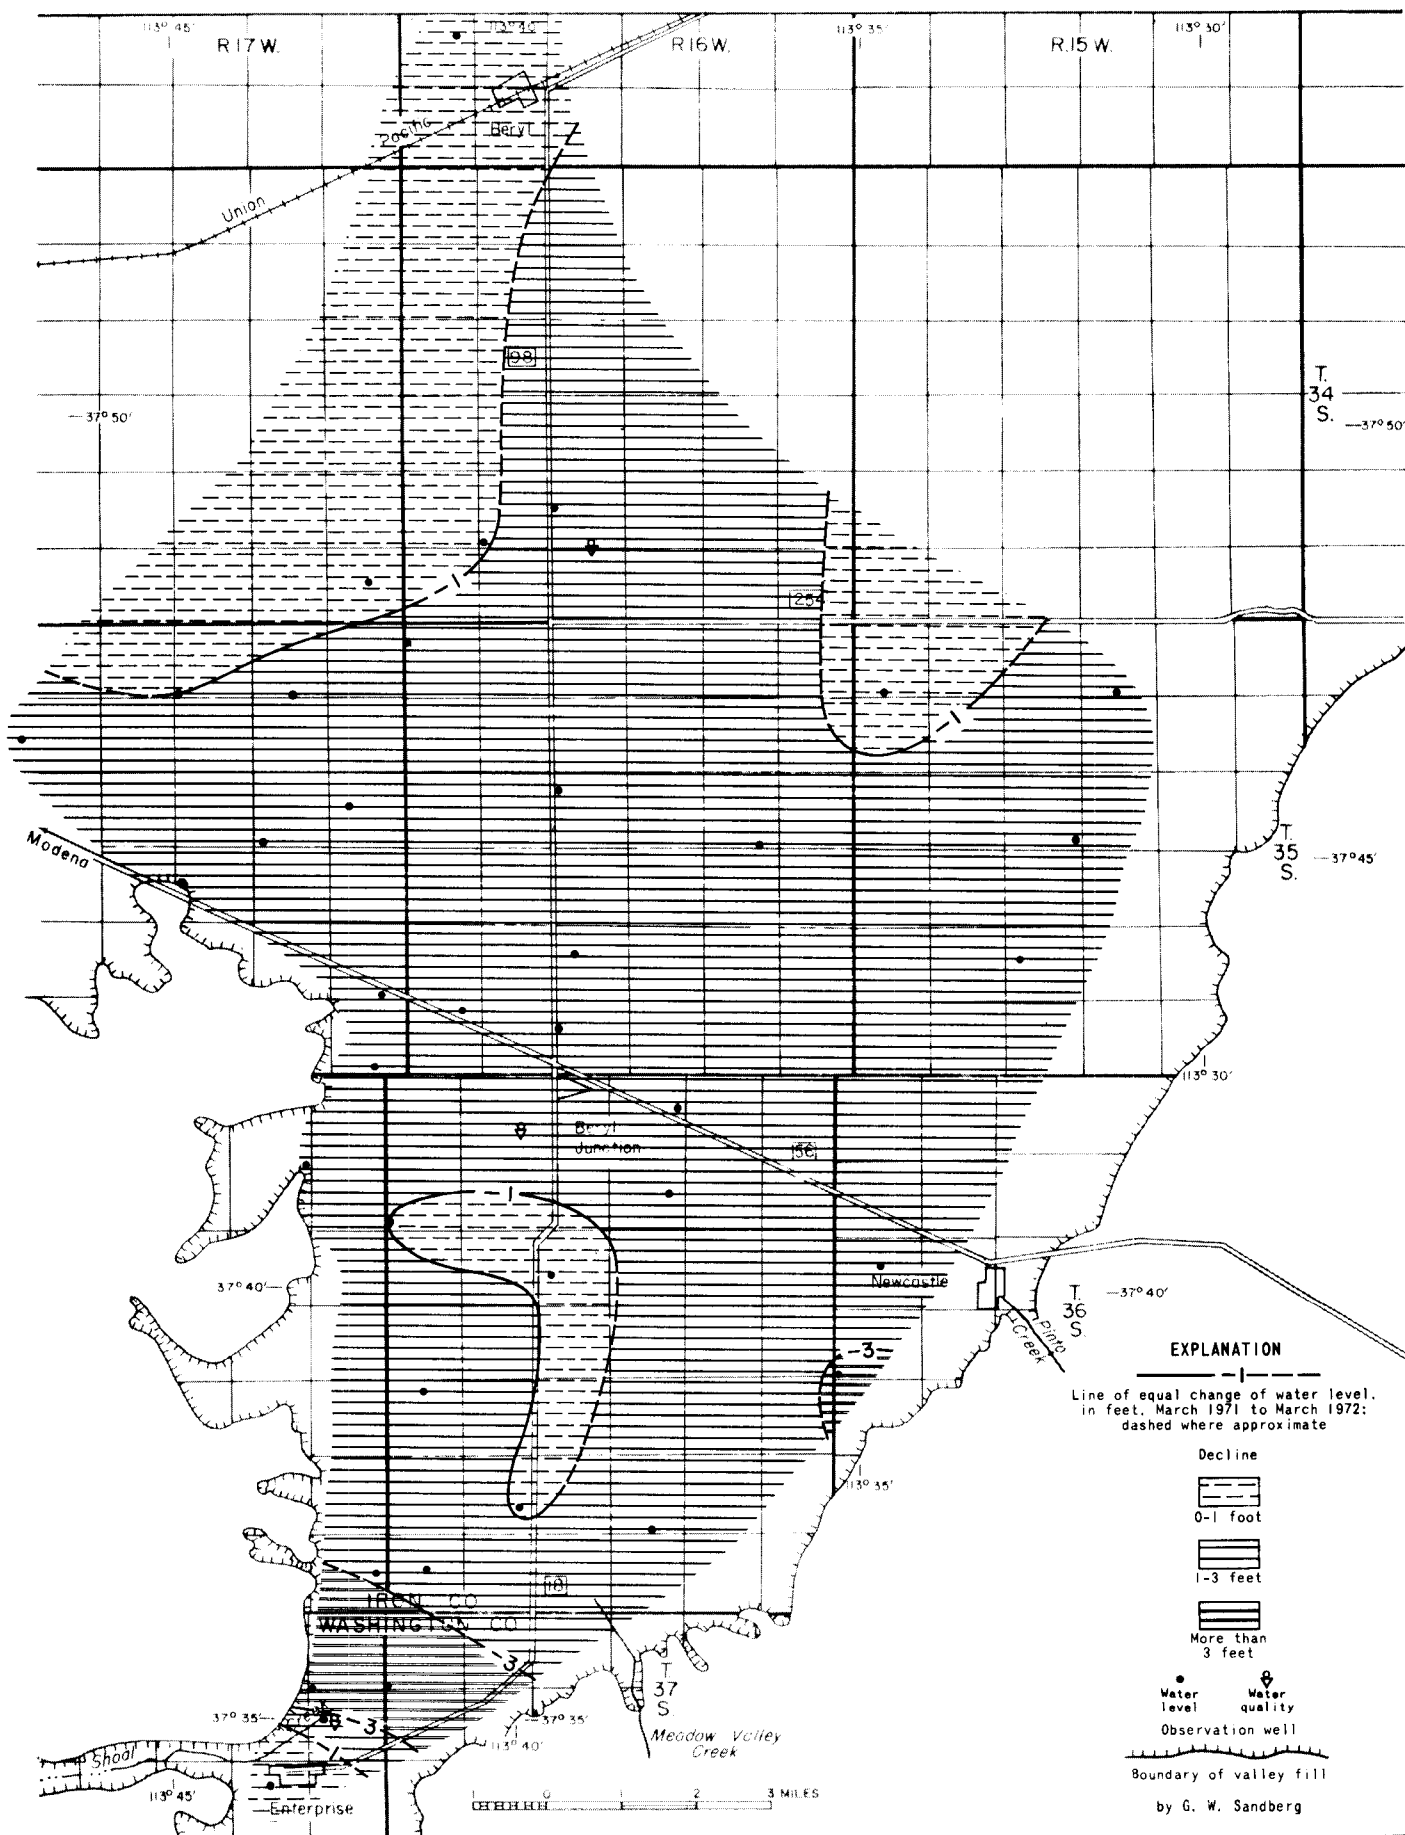 113° 45'
113° 40'
113° 35'
113° 30'
R 17 W.
R 16 W.
R. 15 W.
Pacific
Beryl
Union
98
T.
34
S.
37° 50'
37° 50'
254
1
1
Modena
T.
35
S.
37° 45'
113° 30'
Beryl
Junction
56
1
37° 40'
Newcastle
T.
36
S.
37° 40'
Pinto
Creek
-3
EXPLANATION
1
Line of equal change of water level,
in feet, March 1971 to March 1972;
dashed where approximate
Decline
0-1 foot
1-3 feet
More than
3 feet
Water
level
Water
quality
Observation well
Boundary of valley fill
by G. W. Sandberg
113° 35'
18
IRON CO
WASHINGTON CO
-3
T.
37
S.
37° 35'
-3
37° 35'
113° 40'
Meadow Valley
Creek
Shoal
113° 45'
Enterprise
0
1
2
3 MILES